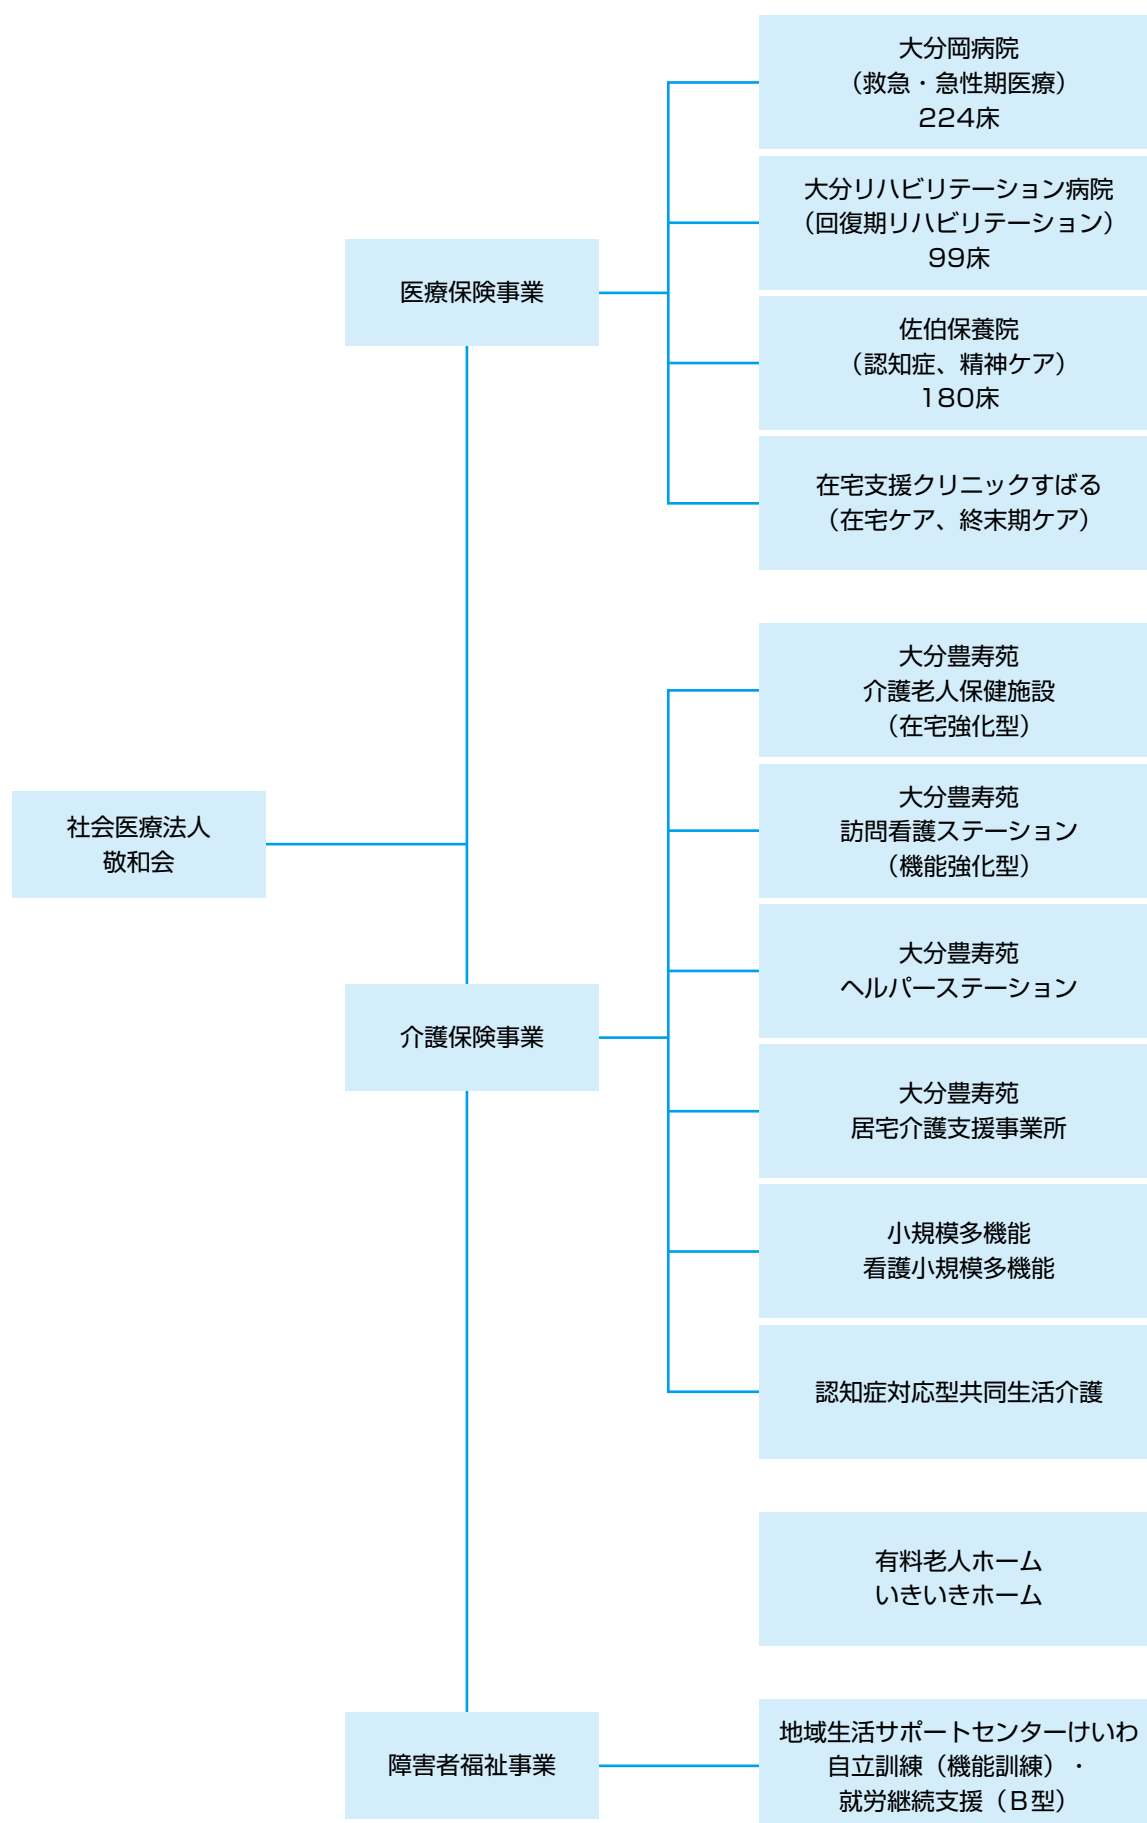 大分岡病院
（救急・急性期医療）
224床
大分リハビリテーション病院
（回復期リハビリテーション）
99床
医療保険事業
佐伯保養院
（認知症、精神ケア）
180床
在宅支援クリニックすばる
（在宅ケア、終末期ケア）
大分豊寿苑
介護老人保健施設
（在宅強化型）
社会医療法人
敬和会
大分豊寿苑
訪問看護ステーション
（機能強化型）
大分豊寿苑
ヘルパーステーション
介護保険事業
大分豊寿苑
居宅介護支援事業所
小規模多機能
看護小規模多機能
認知症対応型共同生活介護
有料老人ホーム
いきいきホーム
障害者福祉事業
地域生活サポートセンターけいわ
自立訓練（機能訓練）・
就労継続支援（B型）